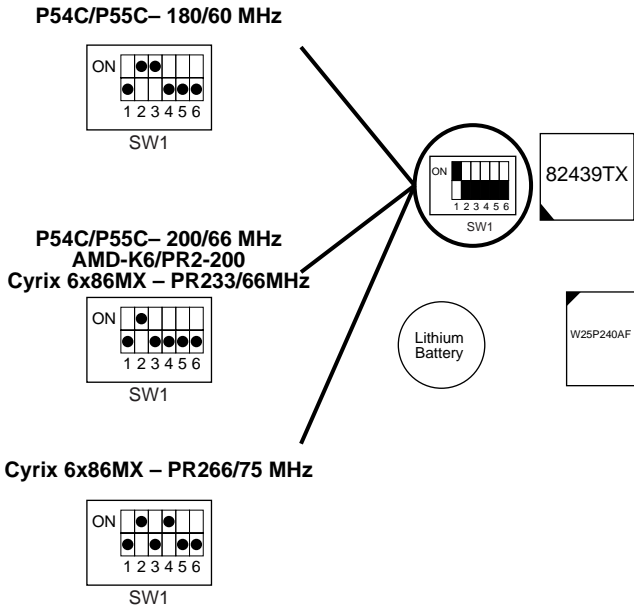 P54C/P55C– 180/60 MHz
ON
1 2 3 4 5 6
SW1
P54C/P55C– 200/66 MHz
AMD-K6/PR2-200
Cyrix 6x86MX – PR233/66MHz
ON
1 2 3 4 5 6
SW1
Cyrix 6x86MX – PR266/75 MHz
ON
1 2 3 4 5 6
SW1
ON
1 2 3 4 5 6
SW1
82439TX
Lithium
Battery
W25P240AF